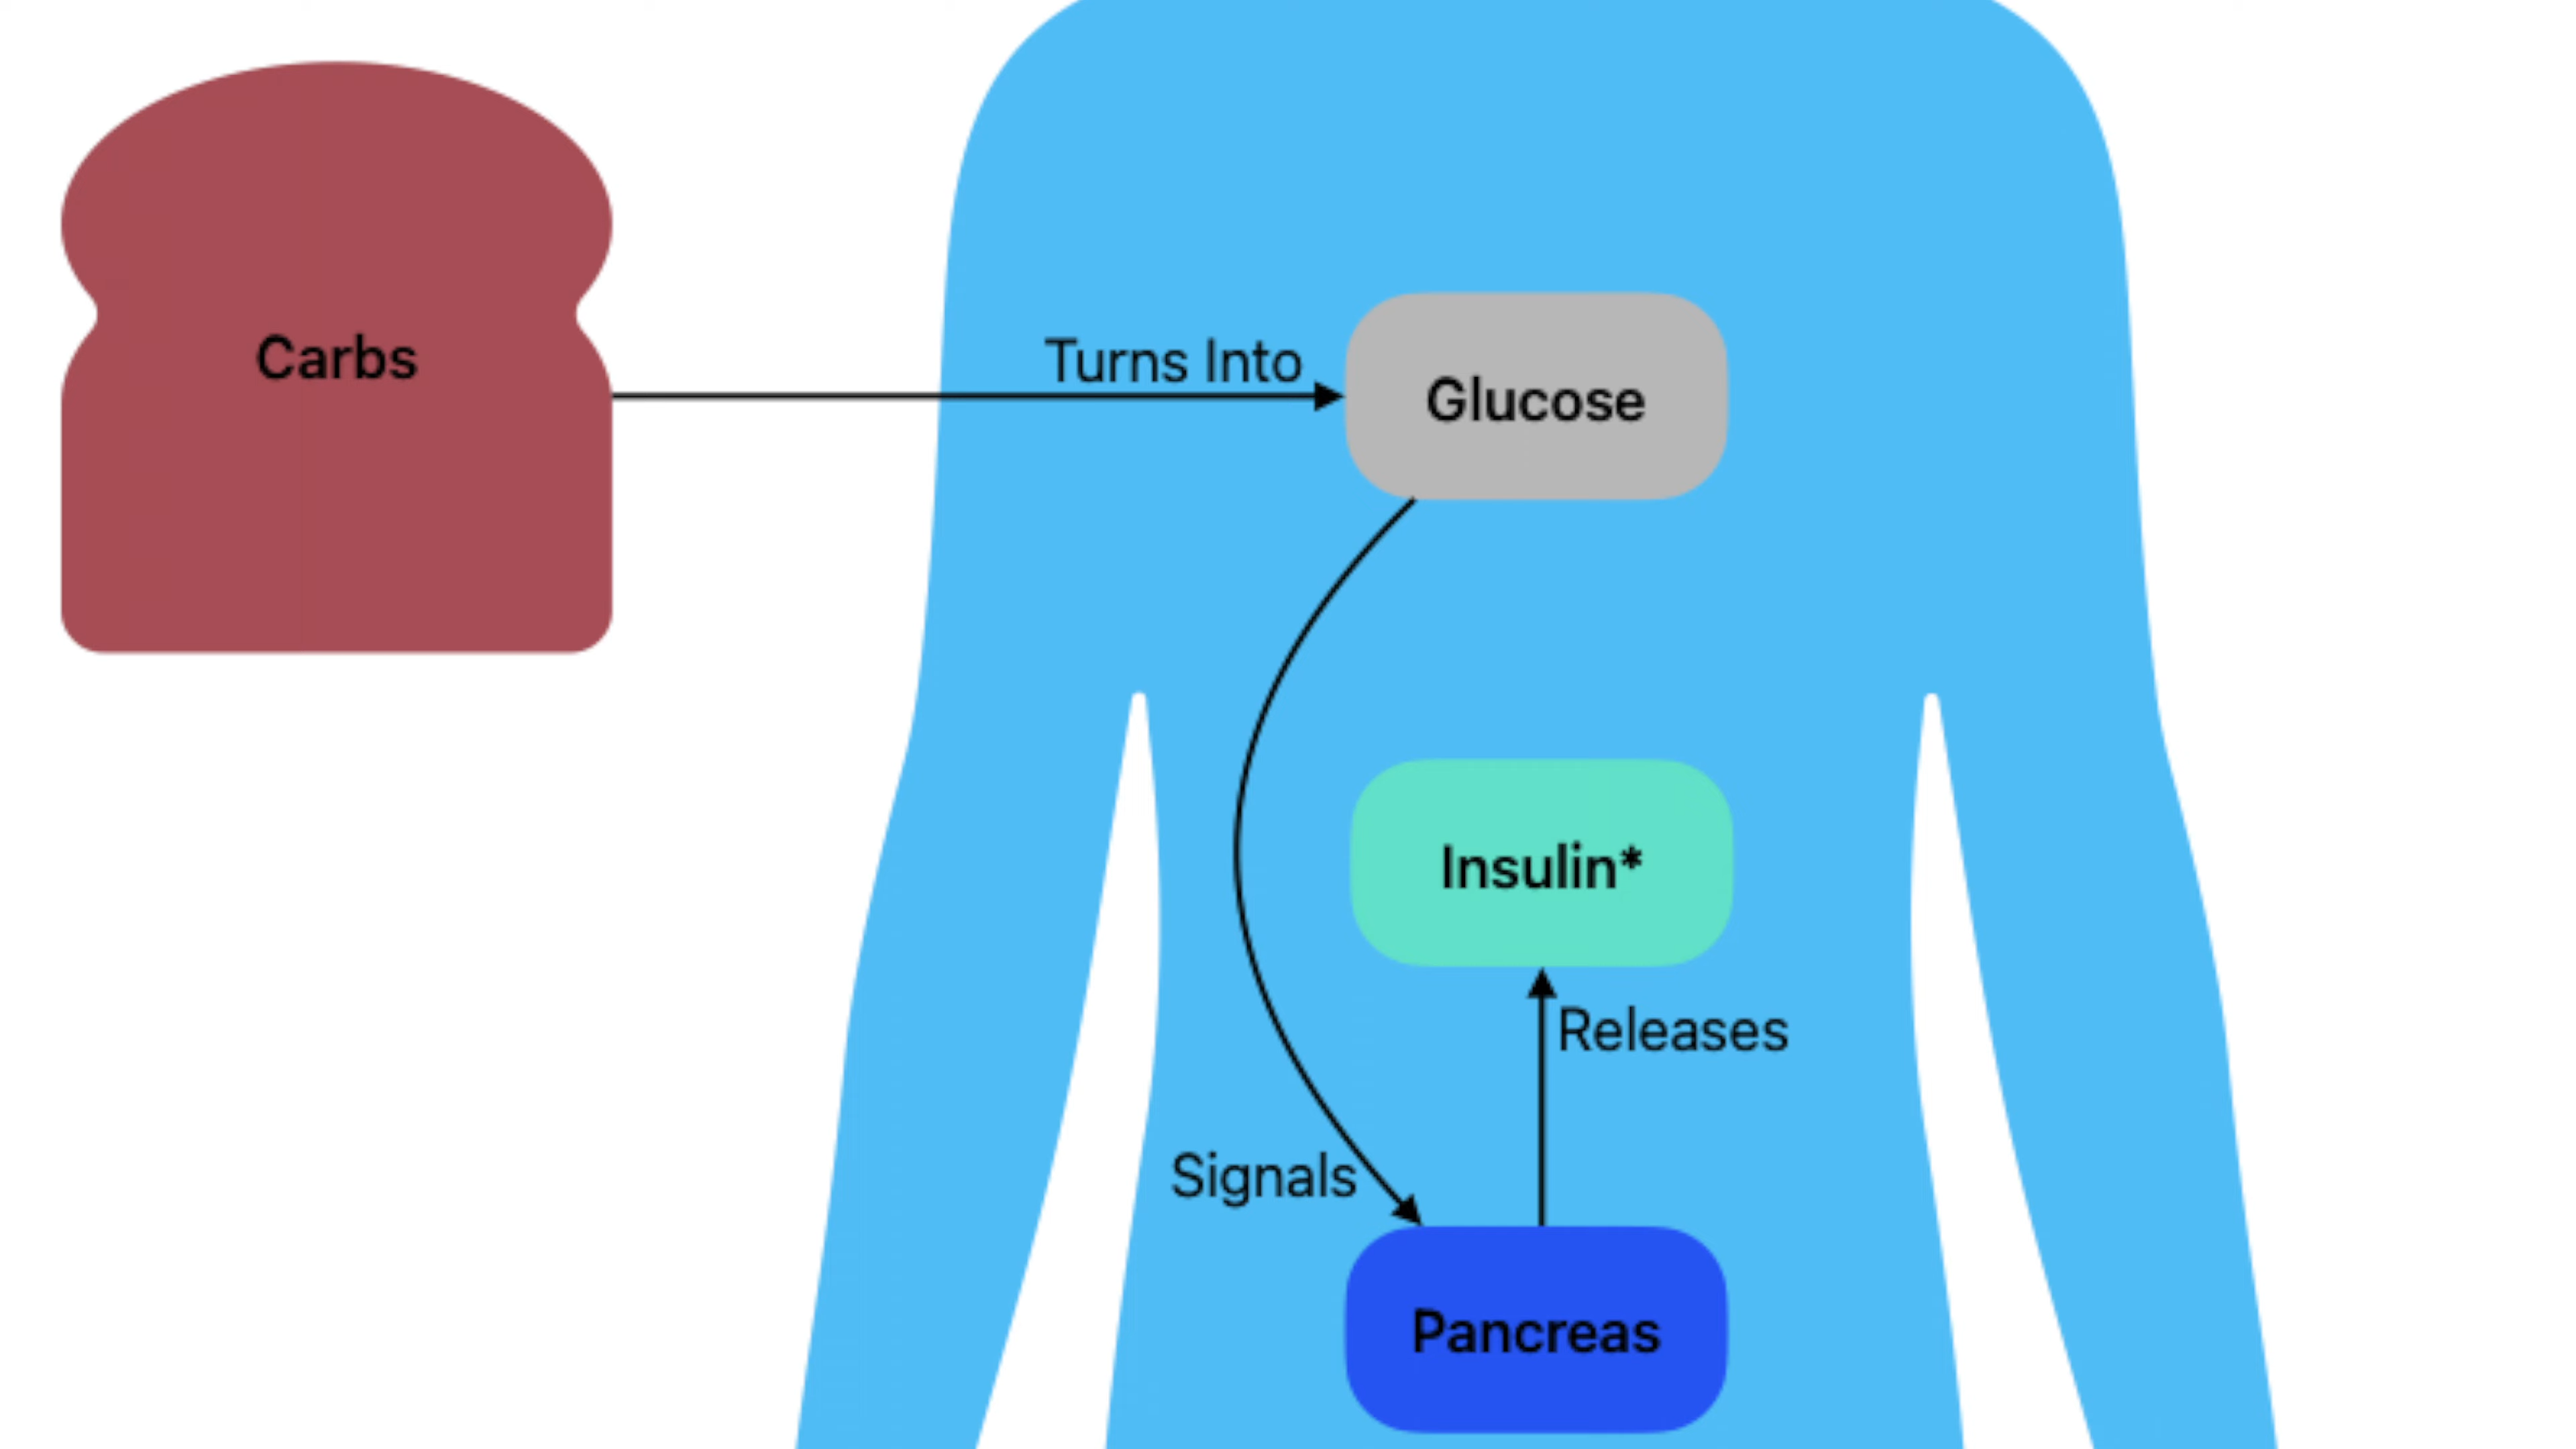 Carbs
Turns Into
Glucose
Insulin*
Releases
Signals
Pancreas